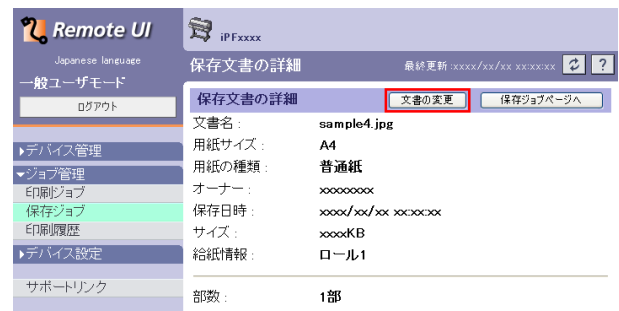 Remote UI
Japanese language
一般ユーザモード
ログアウト
▶デバイス管理
▼ジョブ管理
印刷ジョブ
保存ジョブ
印刷履歴
▶デバイス設定
サポートリンク
iPFxxxx
保存文書の詳細
最終更新:xxxx/xx/xx xx:xx:xx
?
保存文書の詳細
文書の変更
保存ジョブページへ
文書名: sample4.jpg
用紙サイズ: A4
用紙の種類: 普通紙
オーナー: xxxxxxxx
保存日時: xxxx/xx/xx xx:xx:xx
サイズ: xxxxKB
給紙情報: ロール1
部数: 1部